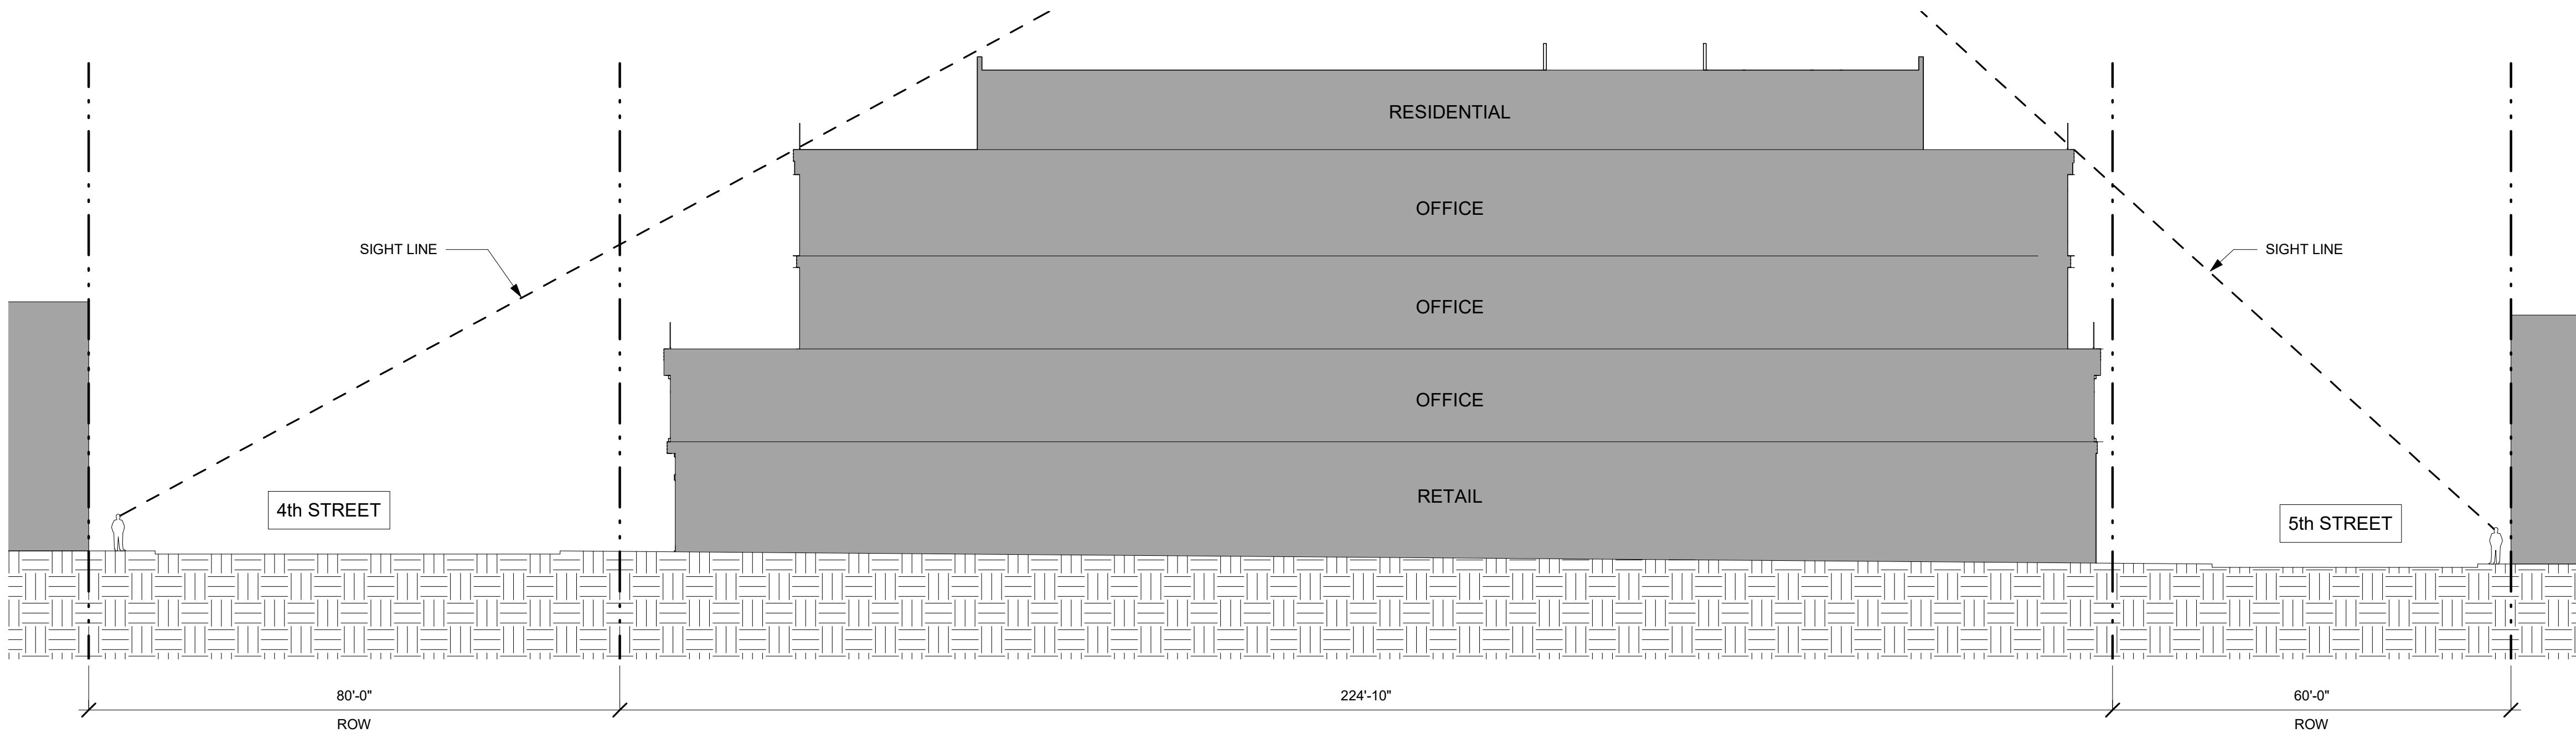 RESIDENTIAL
OFFICE
SIGHT LINE
SIGHT LINE
OFFICE
OFFICE
RETAIL
4th STREET
5th STREET
80'-0"
224'-10"
60'-0"
ROW
ROW